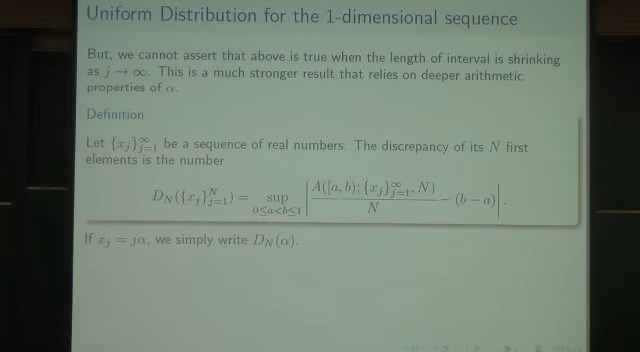 Uniform Distribution for the 1-dimensional sequence
But, we cannot assert that above is true when the length of interval is shrinking
as j → ∞. This is a much stronger result that relies on deeper arithmetic
properties of α.
Definition
Let {x_j}_{j=1}^∞ be a sequence of real numbers. The discrepancy of its N first
elements is the number
D_N({x_j}_{j=1}^N) = sup_{0≤a<b≤1} | A([a, b); {x_j}_{j=1}^∞, N) / N − (b − a) | .
If x_j = jα, we simply write D_N(α).